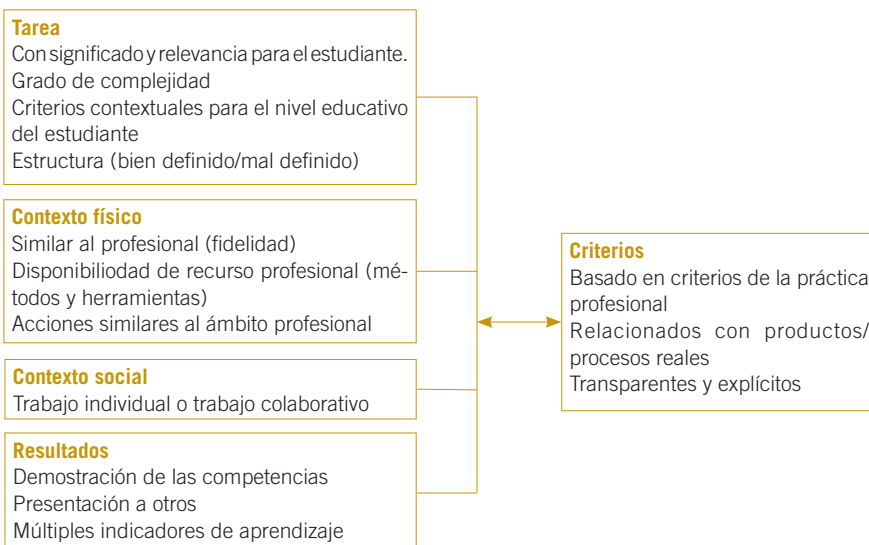 Tarea
Con significado y relevancia para el estudiante.
Grado de complejidad
Criterios contextuales para el nivel educativo
del estudiante
Estructura (bien definido/mal definido)
Contexto físico
Similar al profesional (fidelidad)
Disponibiliodad de recurso profesional (mé-
todos y herramientas)
Acciones similares al ámbito profesional
Contexto social
Trabajo individual o trabajo colaborativo
Resultados
Demostración de las competencias
Presentación a otros
Múltiples indicadores de aprendizaje
Criterios
Basado en criterios de la práctica
profesional
Relacionados con productos/
procesos reales
Transparentes y explícitos